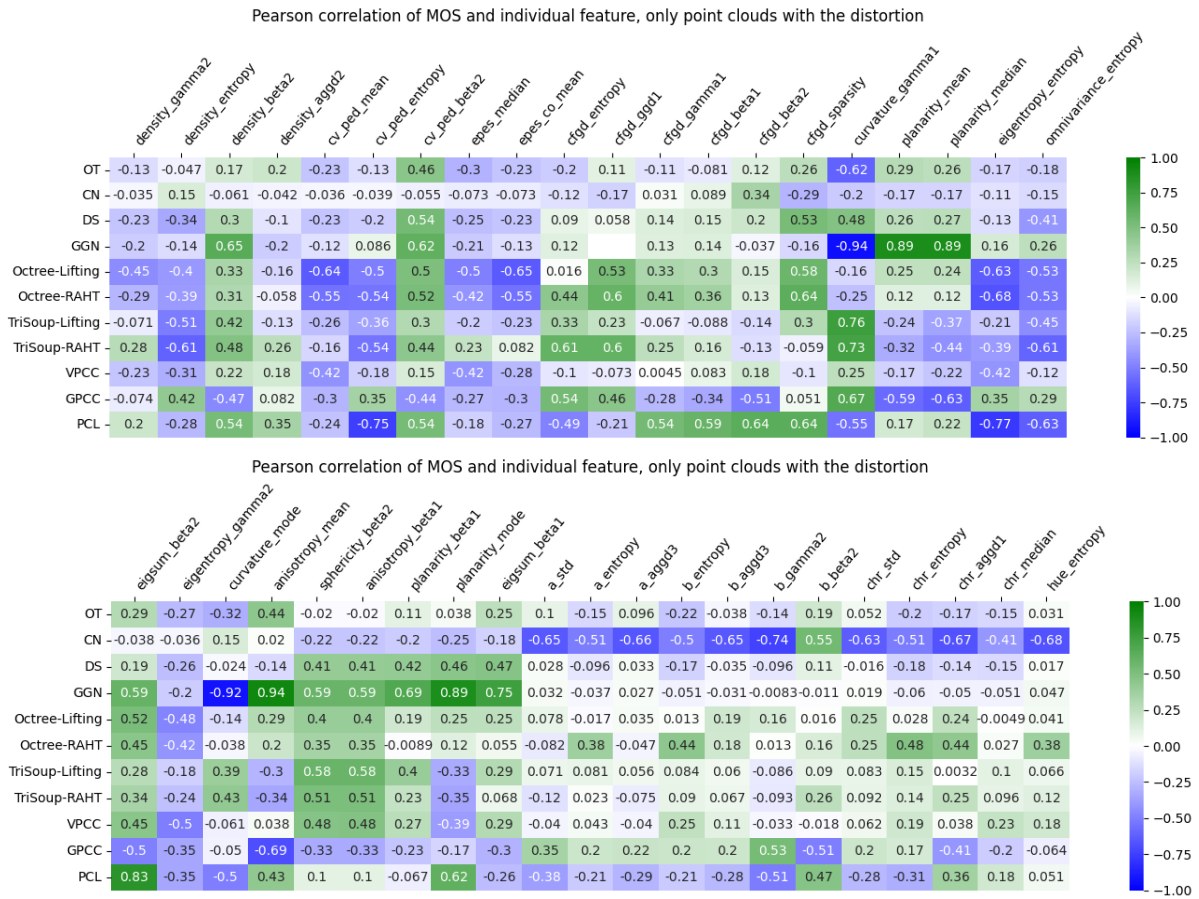 Pearson correlation of MOS and individual feature, only point clouds with the distortion
density_gamma2 density_entropy density_beta2 density_aggd2 cv_ped_mean cv_ped_entropy cv_ped_beta2 epes_median epes_co_mean cfgd_entropy cfgd_ggd1 cfgd_gamma1 cfgd_beta1 cfgd_beta2 cfgd_sparsity curvature_gamma1 planarity_mean planarity_median eigentropy_entropy omnivariance_entropy
OT -0.13 -0.047 0.17 0.2 -0.23 -0.13 0.46 -0.3 -0.23 -0.2 0.11 -0.11 -0.081 0.12 0.26 -0.62 0.29 0.26 -0.17 -0.18
CN -0.035 0.15 -0.061 -0.042 -0.036 -0.039 -0.055 -0.073 -0.073 -0.12 -0.17 0.031 0.089 0.34 -0.29 -0.2 -0.17 -0.17 -0.11 -0.15
DS -0.23 -0.34 0.3 -0.1 -0.23 -0.2 0.54 -0.25 -0.23 0.09 0.058 0.14 0.15 0.2 0.53 0.48 0.26 0.27 -0.13 -0.41
GGN -0.2 -0.14 0.65 -0.2 -0.12 0.086 0.62 -0.21 -0.13 0.12 0.13 0.14 -0.037 -0.16 -0.94 0.89 0.89 0.16 0.26
Octree-Lifting -0.45 -0.4 0.33 -0.16 -0.64 -0.5 0.5 -0.5 -0.65 0.016 0.53 0.33 0.3 0.15 0.58 -0.16 0.25 0.24 -0.63 -0.53
Octree-RAHT -0.29 -0.39 0.31 -0.058 -0.55 -0.54 0.52 -0.42 -0.55 0.44 0.6 0.41 0.36 0.13 0.64 -0.25 0.12 0.12 -0.68 -0.53
TriSoup-Lifting -0.071 -0.51 0.42 -0.13 -0.26 -0.36 0.3 -0.2 -0.23 0.33 0.23 -0.067 -0.088 -0.14 0.3 0.76 -0.24 -0.37 -0.21 -0.45
TriSoup-RAHT 0.28 -0.61 0.48 0.26 -0.16 -0.54 0.44 0.23 0.082 0.61 0.6 0.25 0.16 -0.13 -0.059 0.73 -0.32 -0.44 -0.39 -0.61
VPCC -0.23 -0.31 0.22 0.18 -0.42 -0.18 0.15 -0.42 -0.28 -0.1 -0.073 0.0045 0.083 0.18 -0.1 0.25 -0.17 -0.22 -0.42 -0.12
GPCC -0.074 0.42 -0.47 0.082 -0.3 0.35 -0.44 -0.27 -0.3 0.54 0.46 -0.28 -0.34 -0.51 0.051 0.67 -0.59 -0.63 0.35 0.29
PCL 0.2 -0.28 0.54 0.35 -0.24 -0.75 0.54 -0.18 -0.27 -0.49 -0.21 0.54 0.59 0.64 0.64 -0.55 0.17 0.22 -0.77 -0.63
1.00
0.75
0.50
0.25
0.00
−0.25
−0.50
−0.75
−1.00
Pearson correlation of MOS and individual feature, only point clouds with the distortion
eigsum_beta2 eigentropy_gamma2 curvature_mode anisotropy_mean sphericity_beta2 anisotropy_beta1 planarity_beta1 planarity_mode eigsum_beta1 a_std a_entropy a_aggd3 b_entropy b_aggd3 b_gamma2 b_beta2 chr_std chr_entropy chr_aggd1 chr_median hue_entropy
OT 0.29 -0.27 -0.32 0.44 -0.02 -0.02 0.11 0.038 0.25 0.1 -0.15 0.096 -0.22 -0.038 -0.14 0.19 0.052 -0.2 -0.17 -0.15 0.031
CN -0.038 -0.036 0.15 0.02 -0.22 -0.22 -0.2 -0.25 -0.18 -0.65 -0.51 -0.66 -0.5 -0.65 -0.74 0.55 -0.63 -0.51 -0.67 -0.41 -0.68
DS 0.19 -0.26 -0.024 -0.14 0.41 0.41 0.42 0.46 0.47 0.028 -0.096 0.033 -0.17 -0.035 -0.096 0.11 -0.016 -0.18 -0.14 -0.15 0.017
GGN 0.59 -0.2 -0.92 0.94 0.59 0.59 0.69 0.89 0.75 0.032 -0.037 0.027 -0.051 -0.031 -0.0083 -0.011 0.019 -0.06 -0.05 -0.051 0.047
Octree-Lifting 0.52 -0.48 -0.14 0.29 0.4 0.4 0.19 0.25 0.25 0.078 -0.017 0.035 0.013 0.19 0.16 0.016 0.25 0.028 0.24 -0.0049 0.041
Octree-RAHT 0.45 -0.42 -0.038 0.2 0.35 0.35 -0.0089 0.12 0.055 -0.082 0.38 -0.047 0.44 0.18 0.013 0.16 0.25 0.48 0.44 0.027 0.38
TriSoup-Lifting 0.28 -0.18 0.39 -0.3 0.58 0.58 0.4 -0.33 0.29 0.071 0.081 0.056 0.084 0.06 -0.086 0.09 0.083 0.15 0.0032 0.1 0.066
TriSoup-RAHT 0.34 -0.24 0.43 -0.34 0.51 0.51 0.23 -0.35 0.068 -0.12 0.023 -0.075 0.09 0.067 -0.093 0.26 0.092 0.14 0.25 0.096 0.12
VPCC 0.45 -0.5 -0.061 0.038 0.48 0.48 0.27 -0.39 0.29 -0.04 0.043 -0.04 0.25 0.11 -0.033 -0.018 0.062 0.19 0.038 0.23 0.18
GPCC -0.5 -0.35 -0.05 -0.69 -0.33 -0.33 -0.23 -0.17 -0.3 0.35 0.2 0.22 0.2 0.2 0.53 -0.51 0.2 0.17 -0.41 -0.2 -0.064
PCL 0.83 -0.35 -0.5 0.43 0.1 0.1 -0.067 0.62 -0.26 -0.38 -0.21 -0.29 -0.21 -0.28 -0.51 0.47 -0.28 -0.31 0.36 0.18 0.051
1.00
0.75
0.50
0.25
0.00
−0.25
−0.50
−0.75
−1.00